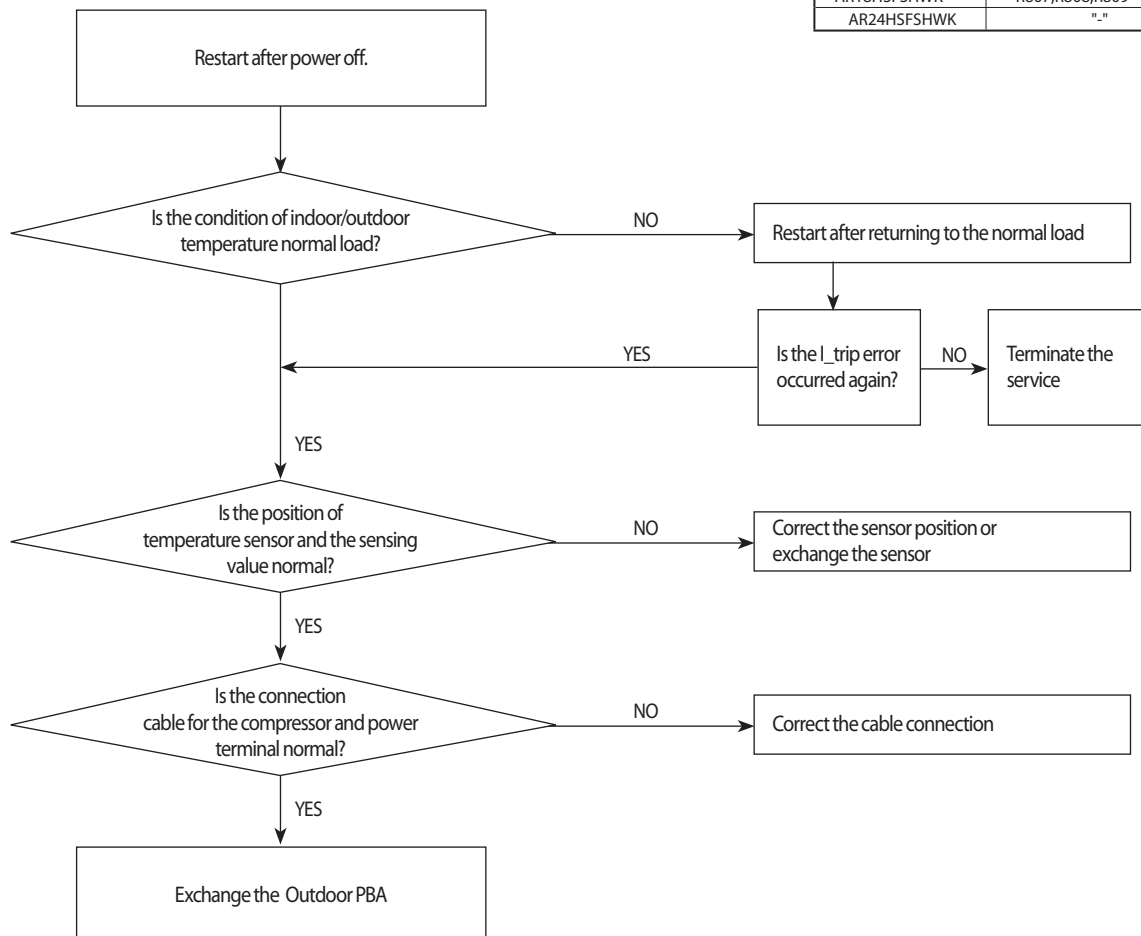 AR24HSFSHWK "-"
Restart after power off.
Is the condition of indoor/outdoor
temperature normal load?
NO
Restart after returning to the normal load
Is the I_trip error
occurred again?
YES
NO
Terminate the
service
YES
Is the position of
temperature sensor and the sensing
value normal?
NO
Correct the sensor position or
exchange the sensor
YES
Is the connection
cable for the compressor and power
terminal normal?
NO
Correct the cable connection
YES
Exchange the Outdoor PBA